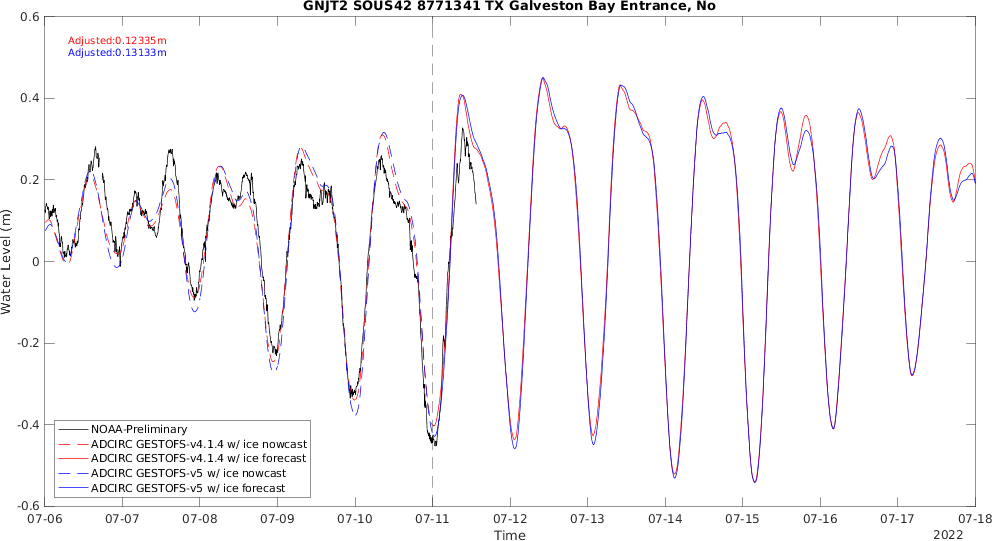 GNJT2 SOUS42 8771341 TX Galveston Bay Entrance, No
Adjusted:0.12335m
Adjusted:0.13133m
0.6
0.4
0.2
0
-0.2
-0.4
-0.6
Water Level (m)
NOAA-Preliminary
ADCIRC GESTOFS-v4.1.4 w/ ice nowcast
ADCIRC GESTOFS-v4.1.4 w/ ice forecast
ADCIRC GESTOFS-v5 w/ ice nowcast
ADCIRC GESTOFS-v5 w/ ice forecast
07-06 07-07 07-08 07-09 07-10 07-11 07-12 07-13 07-14 07-15 07-16 07-17 07-18
Time
2022